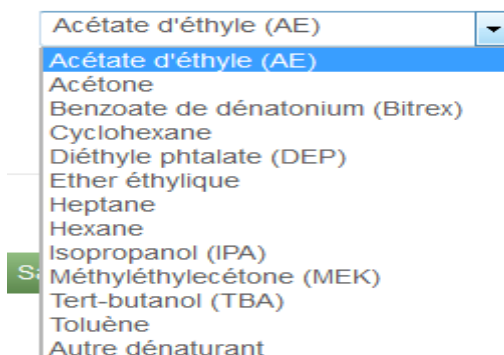 Acétate d'éthyle (AE)
Acétate d'éthyle (AE)
Acétone
Benzoate de dénatonium (Bitrex)
Cyclohexane
Diéthyle phtalate (DEP)
Ether éthylique
Heptane
Hexane
Isopropanol (IPA)
Méthyléthylecétone (MEK)
Tert-butanol (TBA)
Toluène
Autre dénaturant